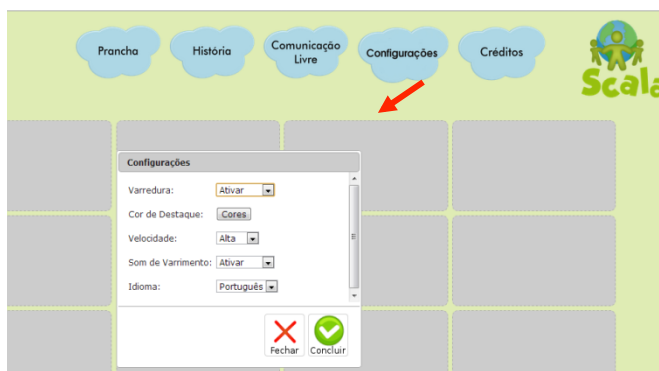 Prancha
História
Comunicação
Livre
Configurações
Créditos
Scala
Configurações
Varredura: Ativar
Cor de Destaque: Cores
Velocidade: Alta
Som de Varrimento: Ativar
Idioma: Português
Fechar
Concluir